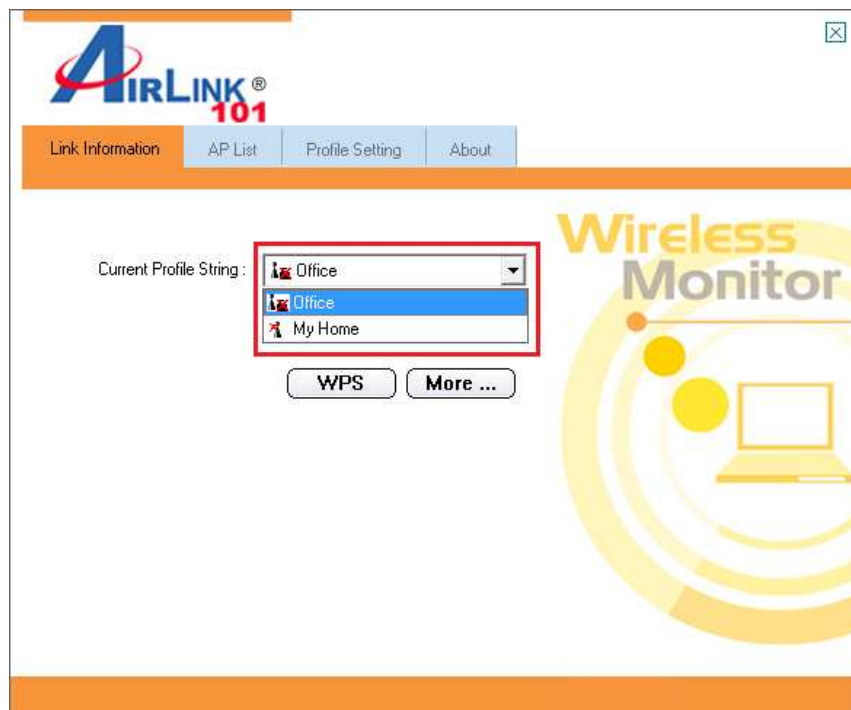 AIRLINK®
101
Link Information AP List Profile Setting About
Wireless
Monitor
Current Profile String : Office
Office
My Home
WPS More ...